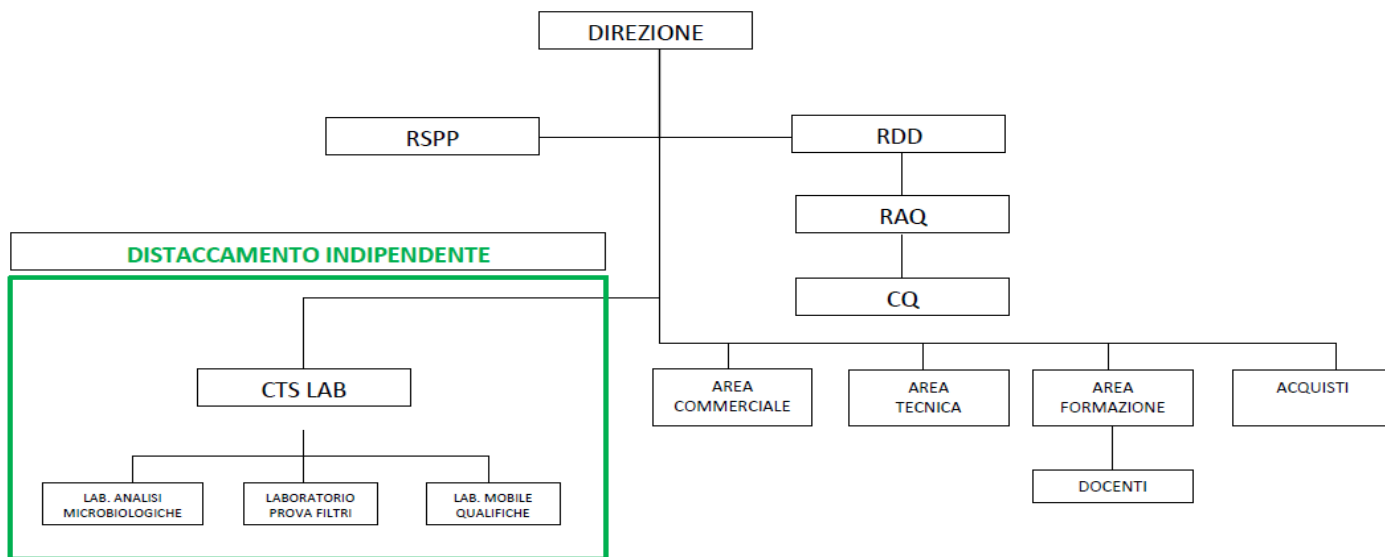 DIREZIONE
RSPP
RDD
RAQ
DISTACCAMENTO INDIPENDENTE
CQ
CTS LAB
AREA
COMMERCIALE
AREA
TECNICA
AREA
FORMAZIONE
ACQUISTI
LAB. ANALISI
MICROBIOLOGICHE
LABORATORIO
PROVA FILTRI
LAB. MOBILE
QUALIFICHE
DOCENTI